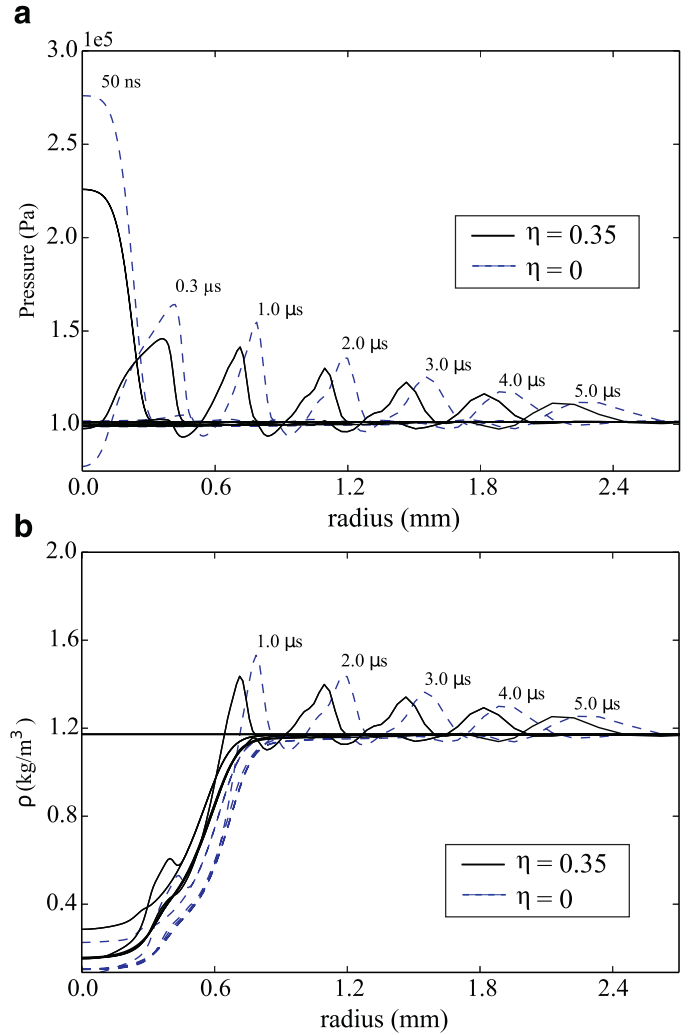 a
1e5
3.0
50 ns
2.5
2.0
η = 0.35
η = 0
0.3 μs
1.0 μs
1.5
2.0 μs
3.0 μs
4.0 μs
5.0 μs
1.0
Pressure (Pa)
0.0 0.6 1.2 1.8 2.4
radius (mm)
b
2.0
1.6
1.0 μs
2.0 μs
3.0 μs
4.0 μs
5.0 μs
1.2
ρ (kg/m³)
0.8
η = 0.35
η = 0
0.4
0.0 0.6 1.2 1.8 2.4
radius (mm)